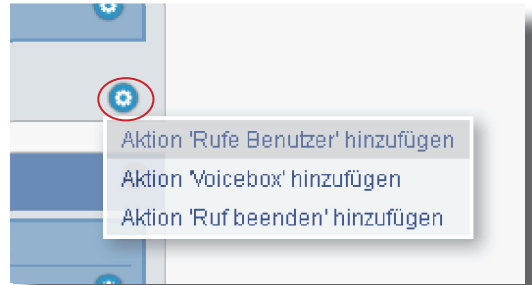 Aktion 'Rufe Benutzer' hinzufügen
Aktion 'Voicebox' hinzufügen
Aktion 'Ruf beenden' hinzufügen